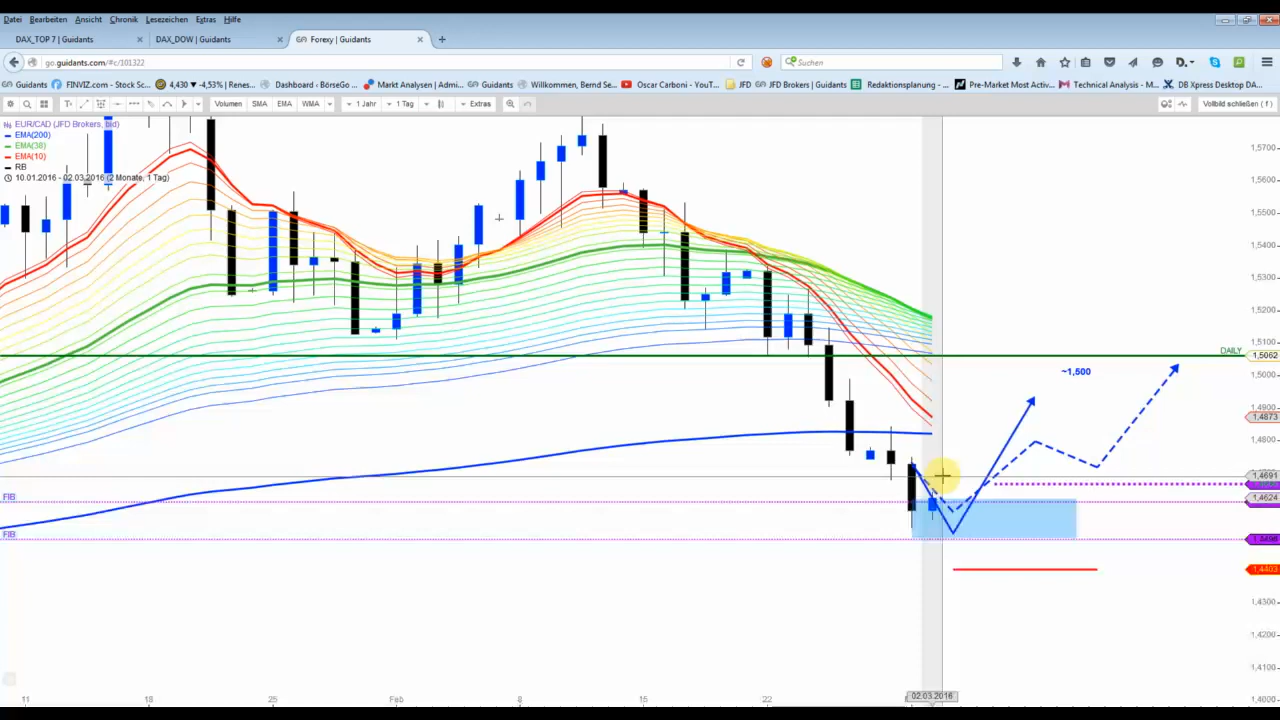 Datei Bearbeiten Ansicht Chronik Lesezeichen Extras Hilfe
DAX_TOP 7 | Guidants × DAX_DOW | Guidants × Forexy | Guidants × +
go.guidants.com/#c/101322 Suchen
Guidants FINVIZ.com - Stock Sc... 4,430 ▼ -4,53% | Renes... Dashboard ‹ BörseGo ... Markt Analysen | Admi... Guidants Willkommen, Bernd Se... Oscar Carboni - YouT... JFD JFD Brokers | Guidants Redaktionsplanung - ... Pre-Market Most Activ... Technical Analysis - M... DB Xpress Desktop DA...
Volumen SMA EMA WMA 1 Jahr 1 Tag Extras Vollbild schließen ( f )
EUR/CAD (JFD Brokers, bid)
EMA(200)
EMA(38)
EMA(10)
RB
10.01.2016 - 02.03.2016 (2 Monate, 1 Tag)
1,5700
1,5600
1,5500
1,5400
1,5300
1,5200
1,5100
DAILY 1,5062
~1,500
1,5000
1,4900
1,4873
1,4800
1,4691
FIB 1,4624
FIB 1,4498
1,4403
1,4300
1,4200
1,4100
1,4000
11 18 25 Feb 8 15 22 02.03.2016